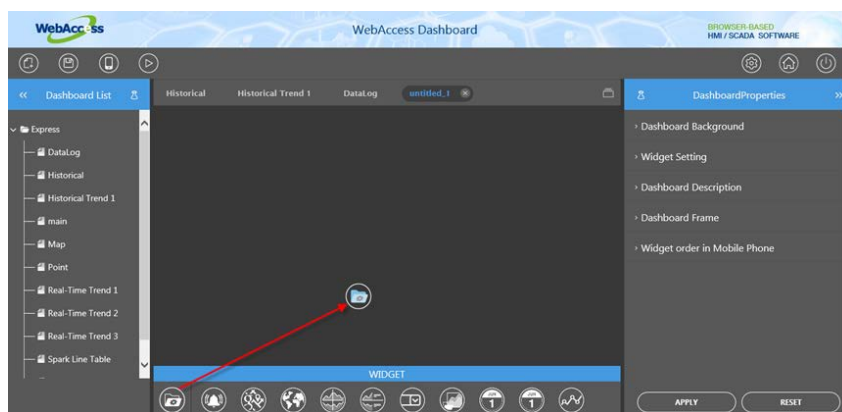 WebAccess
WebAccess Dashboard
BROWSER-BASED
HMI / SCADA SOFTWARE
Dashboard List
Historical
Historical Trend 1
DataLog
untitled_1
DashboardProperties
Express
DataLog
Historical
Historical Trend 1
main
Map
Point
Real-Time Trend 1
Real-Time Trend 2
Real-Time Trend 3
Spark Line Table
Dashboard Background
Widget Setting
Dashboard Description
Dashboard Frame
Widget order in Mobile Phone
WIDGET
1
1
APPLY
RESET